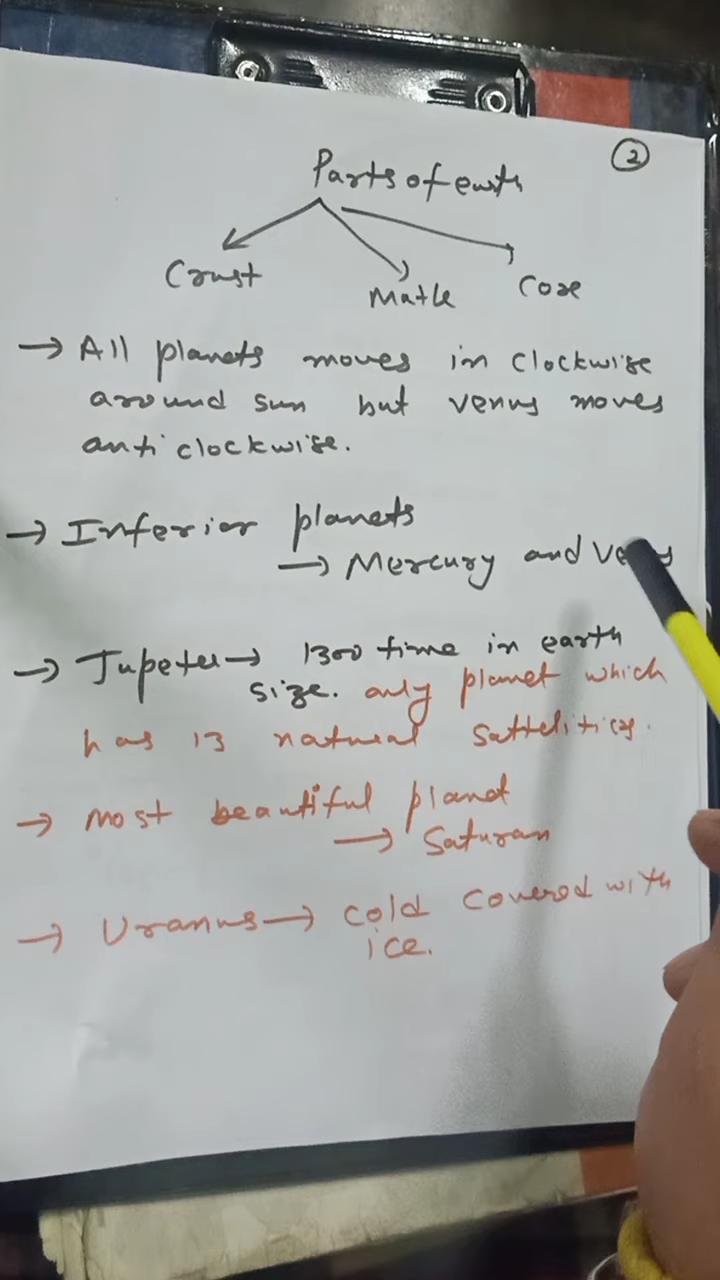 2
Parts of earth
Crust Matle Core
→ All planets moves in clockwise
around sun but venus moves
anti clockwise.
→ Inferior planets
→ Mercury and
→ Jupeter → 1300 time in earth
size. only planet which
has 13 natural
→ most beautiful planet
→ Saturan
→ Uranus → cold covered with
ice.